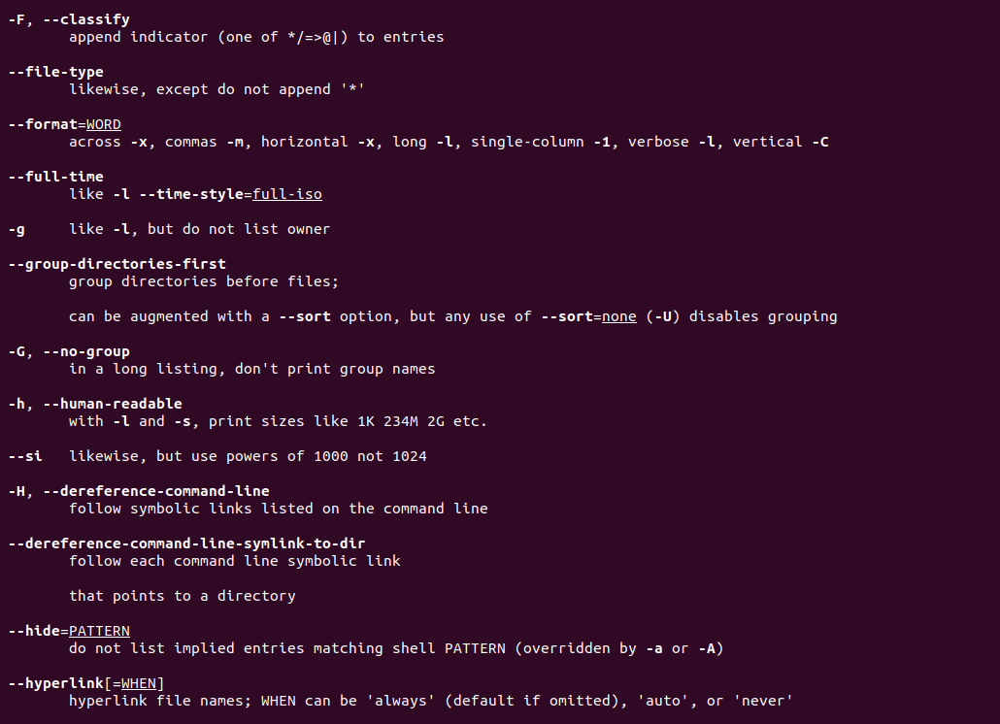 -F, --classify
append indicator (one of */=>@|) to entries
--file-type
likewise, except do not append '*'
--format=WORD
across -x, commas -m, horizontal -x, long -l, single-column -1, verbose -l, vertical -C
--full-time
like -l --time-style=full-iso
-g     like -l, but do not list owner
--group-directories-first
group directories before files;
can be augmented with a --sort option, but any use of --sort=none (-U) disables grouping
-G, --no-group
in a long listing, don't print group names
-h, --human-readable
with -l and -s, print sizes like 1K 234M 2G etc.
--si   likewise, but use powers of 1000 not 1024
-H, --dereference-command-line
follow symbolic links listed on the command line
--dereference-command-line-symlink-to-dir
follow each command line symbolic link
that points to a directory
--hide=PATTERN
do not list implied entries matching shell PATTERN (overridden by -a or -A)
--hyperlink[=WHEN]
hyperlink file names; WHEN can be 'always' (default if omitted), 'auto', or 'never'